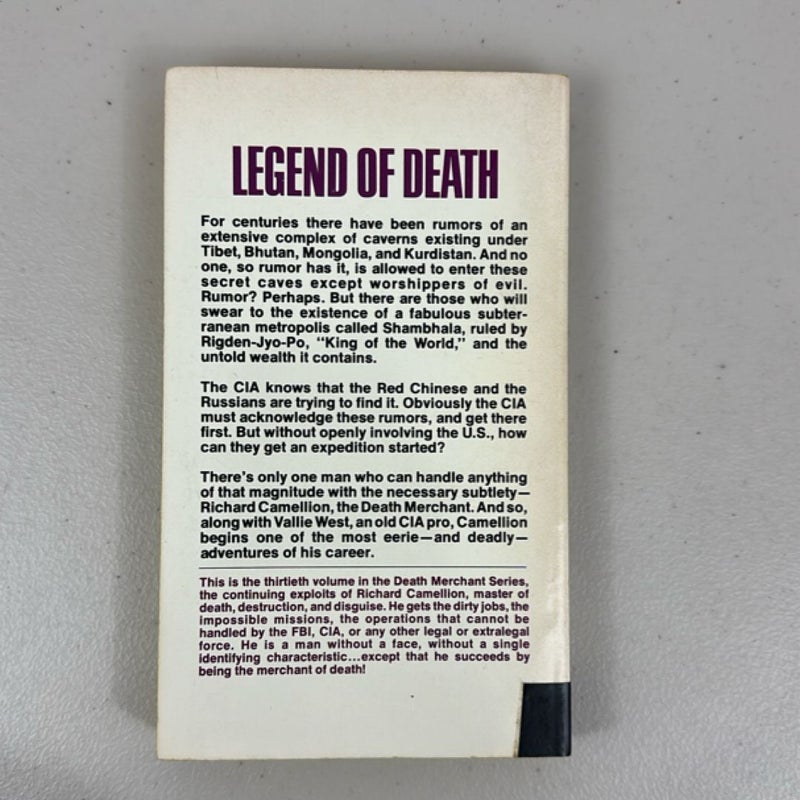 LEGEND OF DEATH
For centuries there have been rumors of an
extensive complex of caverns existing under
Tibet, Bhutan, Mongolia, and Kurdistan. And no
one, so rumor has it, is allowed to enter these
secret caves except worshippers of evil.
Rumor? Perhaps. But there are those who will
swear to the existence of a fabulous subter-
ranean metropolis called Shambhala, ruled by
Rigden-Jyo-Po, “King of the World,” and the
untold wealth it contains.
The CIA knows that the Red Chinese and the
Russians are trying to find it. Obviously the CIA
must acknowledge these rumors, and get there
first. But without openly involving the U.S., how
can they get an expedition started?
There's only one man who can handle anything
of that magnitude with the necessary subtlety—
Richard Camellion, the Death Merchant. And so,
along with Vallie West, an old CIA pro, Camellion
begins one of the most eerie—and deadly—
adventures of his career.
This is the thirtieth volume in the Death Merchant Series,
the continuing exploits of Richard Camellion, master of
death, destruction, and disguise. He gets the dirty jobs, the
impossible missions, the operations that cannot be
handled by the FBI, CIA, or any other legal or extralegal
force. He is a man without a face, without a single
identifying characteristic...except that he succeeds by
being the merchant of death!